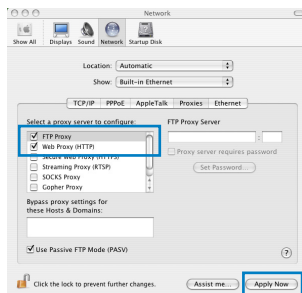 Network
Show All Displays Sound Network Startup Disk
Location: Automatic
Show: Built-in Ethernet
TCP/IP PPPoE AppleTalk Proxies Ethernet
Select a proxy server to configure:
FTP Proxy Server
FTP Proxy
Web Proxy (HTTP)
:
Secure Web Proxy (HTTPS)
Proxy server requires password
Streaming Proxy (RTSP)
Set Password...
SOCKS Proxy
Gopher Proxy
Bypass proxy settings for
these Hosts & Domains:
Use Passive FTP Mode (PASV)
?
Click the lock to prevent further changes.
Assist me...
Apply Now